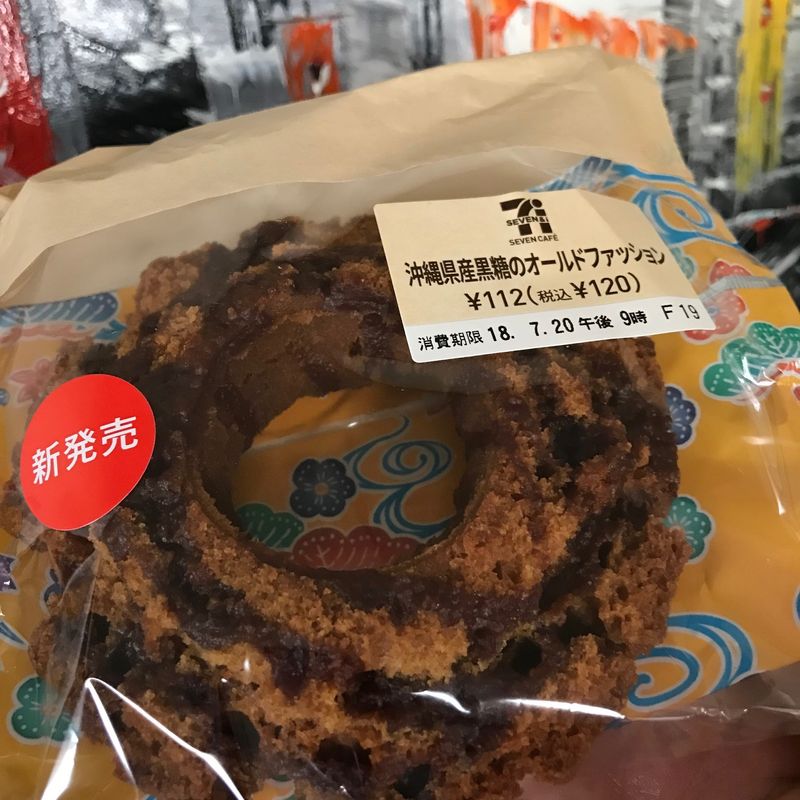 SEVEN&i
SEVEN CAFÉ
沖縄県産黒糖のオールドファッション
¥112(税込¥120)
消費期限 18. 7.20 午後 9時 F19
新発売